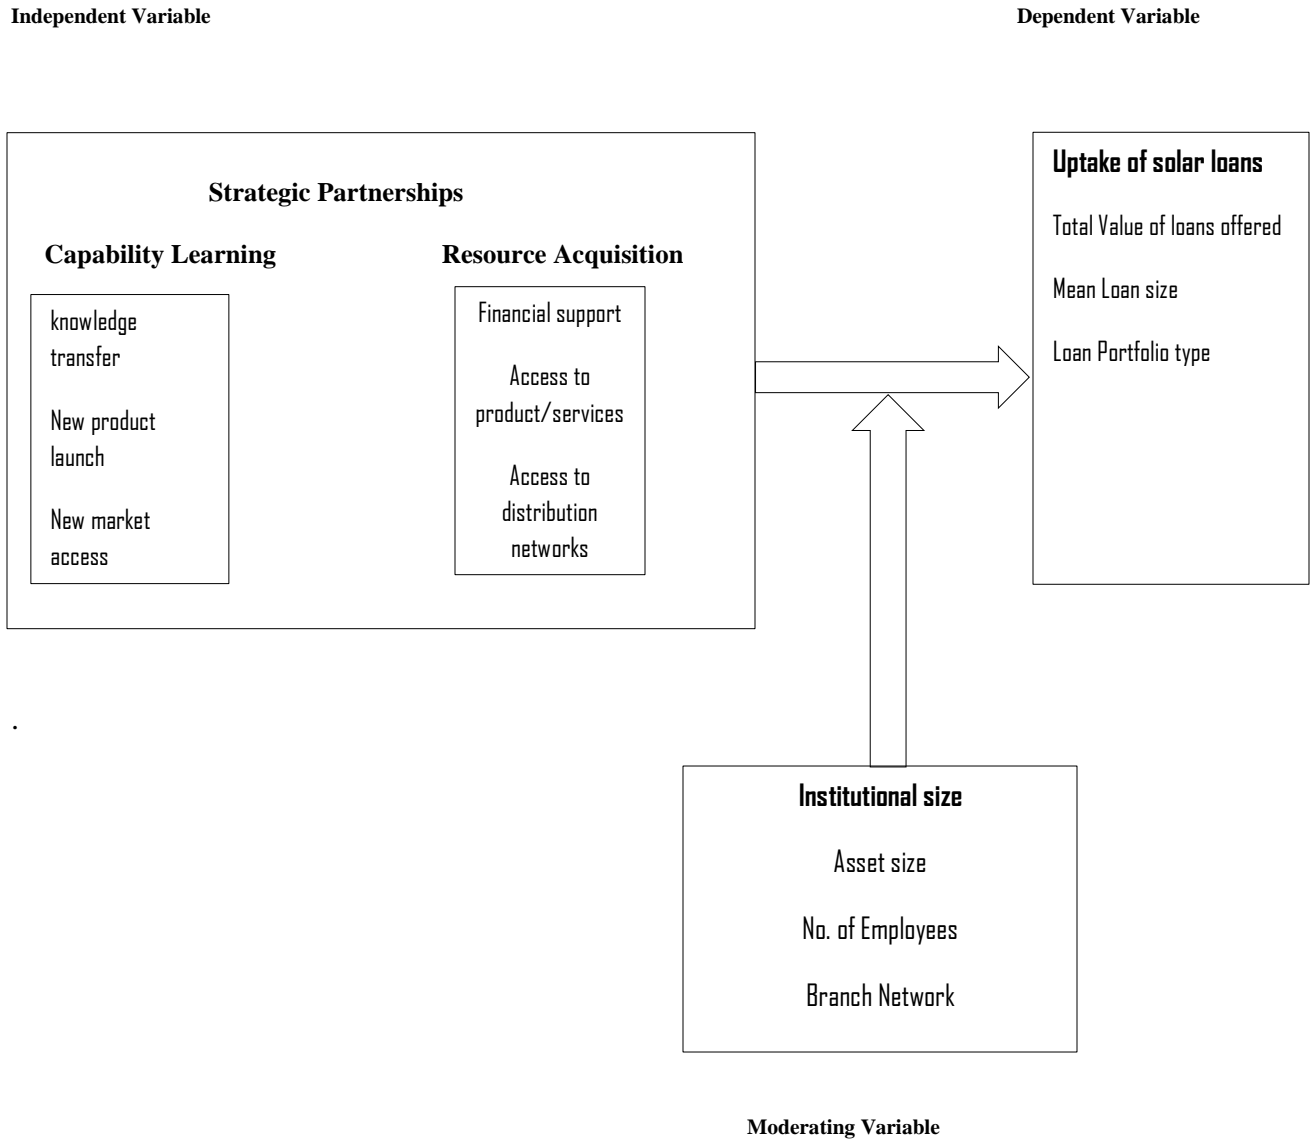 Independent Variable
Dependent Variable
Strategic Partnerships
Capability Learning
knowledge
transfer
New product
launch
New market
access
Resource Acquisition
Financial support
Access to
product/services
Access to
distribution
networks
Uptake of solar loans
Total Value of loans offered
Mean Loan size
Loan Portfolio type
.
Institutional size
Asset size
No. of Employees
Branch Network
Moderating Variable